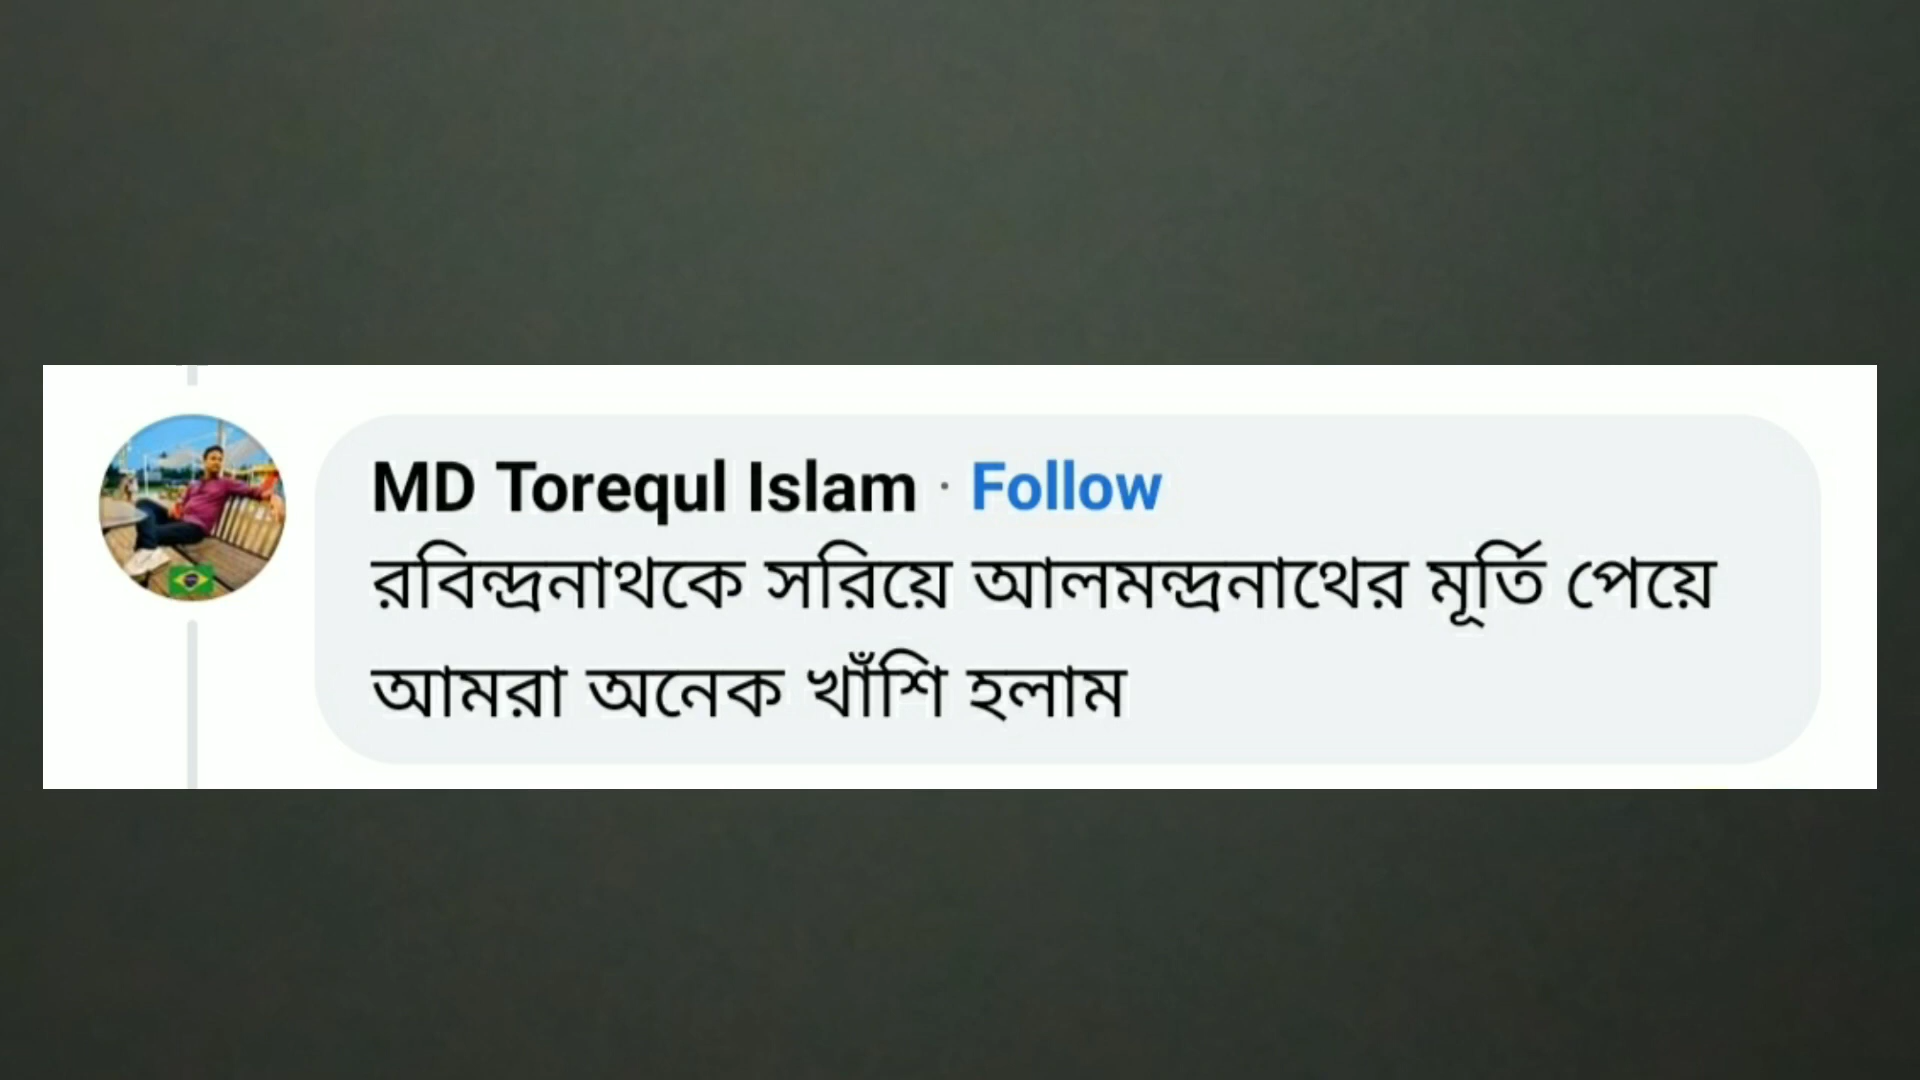 MD Torequl Islam · Follow
রবিন্দ্রনাথকে সরিয়ে আলমন্দ্রনাথের মূর্তি পেয়ে
আমরা অনেক খাঁশি হলাম